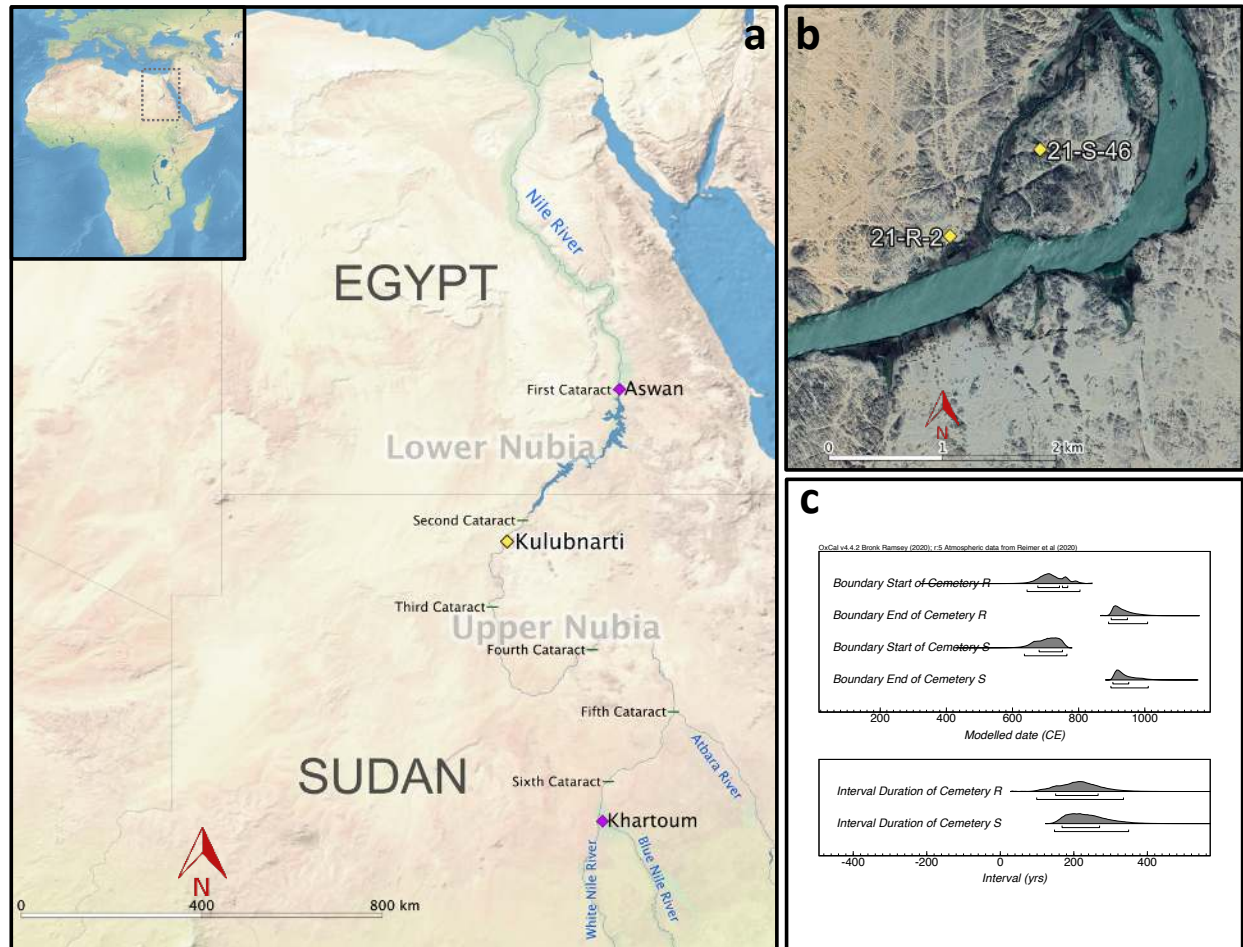 a
Nile River
EGYPT
First Cataract
Aswan
Lower Nubia
Second Cataract
Kulubnarti
Third Cataract
Upper Nubia
Fourth Cataract
Fifth Cataract
Atbara River
SUDAN
Sixth Cataract
Khartoum
White Nile River
Blue Nile River
N
0 400 800 km
b
21-S-46
21-R-2
N
0 1 2 km
c
OxCal v4.4.2 Bronk Ramsey (2020); r:5 Atmospheric data from Reimer et al (2020)
Boundary Start of Cemetery R
Boundary End of Cemetery R
Boundary Start of Cemetery S
Boundary End of Cemetery S
200 400 600 800 1000
Modelled date (CE)
Interval Duration of Cemetery R
Interval Duration of Cemetery S
-400 -200 0 200 400
Interval (yrs)